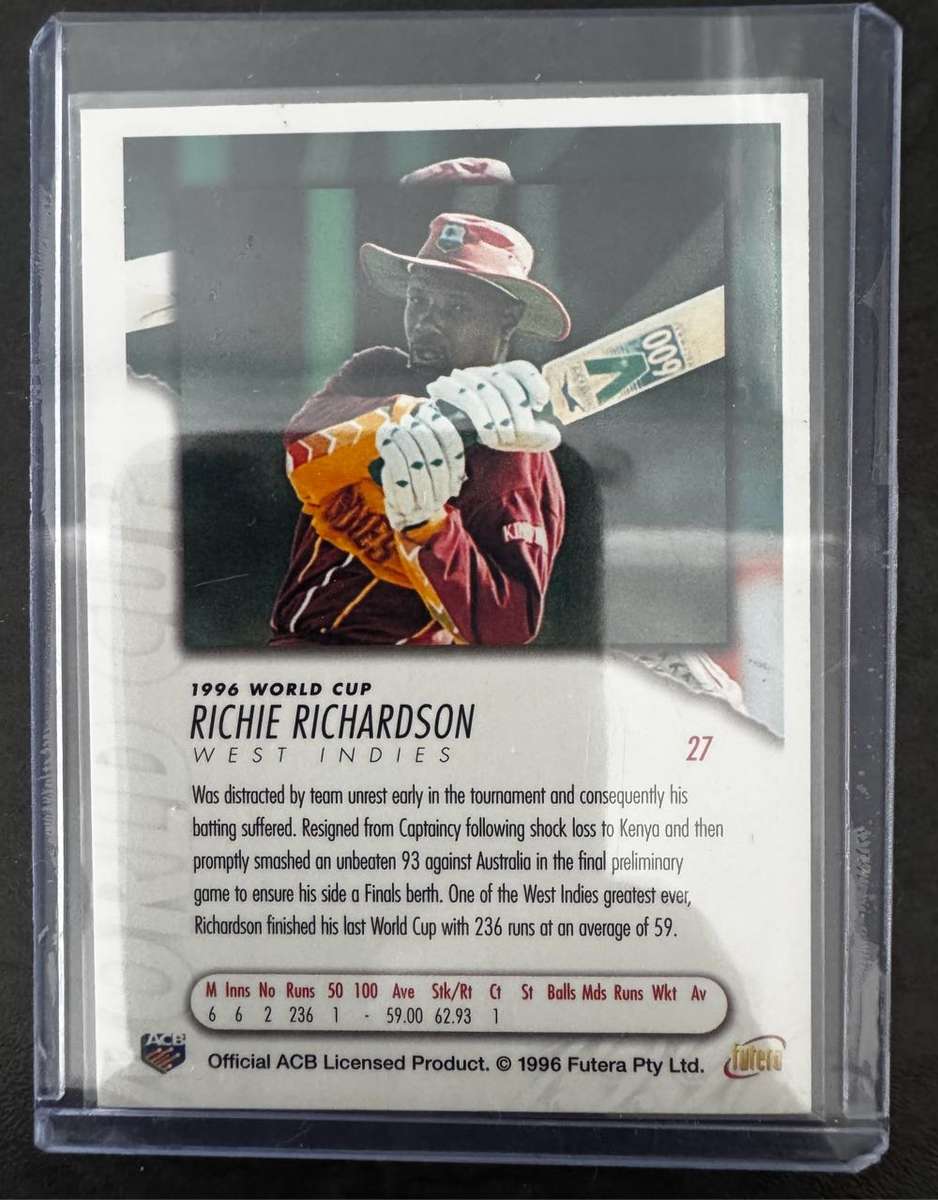 600
1996 WORLD CUP
RICHIE RICHARDSON
WEST INDIES
27
Was distracted by team unrest early in the tournament and consequently his
batting suffered. Resigned from Captaincy following shock loss to Kenya and then
promptly smashed an unbeaten 93 against Australia in the final preliminary
game to ensure his side a Finals berth. One of the West Indies greatest ever,
Richardson finished his last World Cup with 236 runs at an average of 59.
M Inns No Runs 50 100 Ave Stk/Rt Ct St Balls Mds Runs Wkt Av
6 6 2 236 1 - 59.00 62.93 1
ACB
Official ACB Licensed Product. © 1996 Futera Pty Ltd.
futera
WORLD CUP